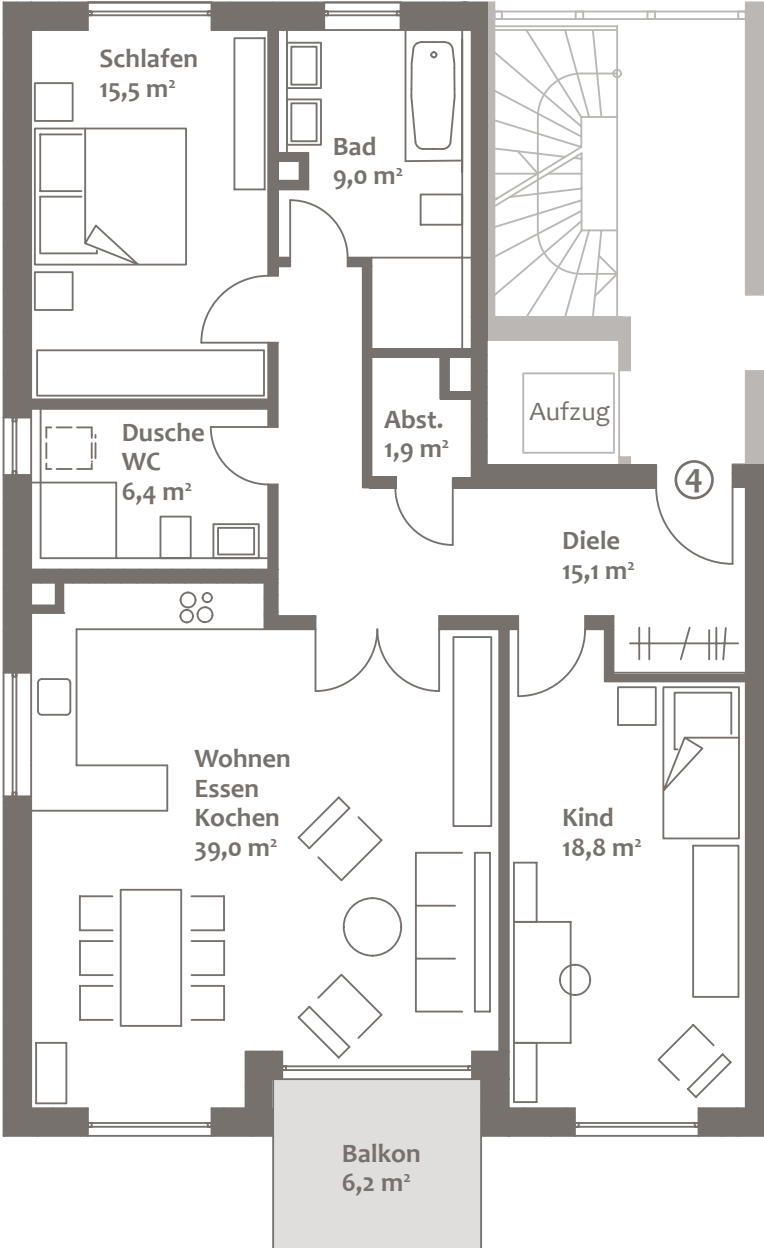 Schlafen
15,5 m²
Bad
9,0 m²
Aufzug
Dusche
WC
6,4 m²
Abst.
1,9 m²
4
Diele
15,1 m²
Wohnen
Essen
Kochen
39,0 m²
Kind
18,8 m²
Balkon
6,2 m²